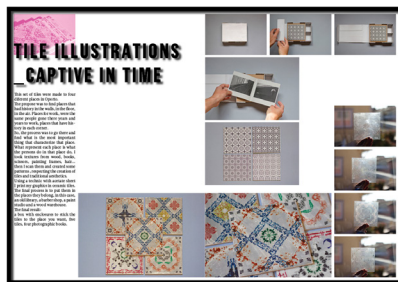 TILE ILLUSTRATIONS
_CAPTIVE IN TIME
This set of tiles were made to four
diferent places in Oporto.
The propose was to find places that
had history in the walls, in the floor,
in the air. Places for work, were the
same people goes there years and
years to work, places that have his-
tory in each corner.
So, the process was to go there and
find what is the most important
thing that characterize that place.
What represent each place is what
the persons do in that place do. I
took textures from wood, books,
scissors, painting frames, hair...
then I scan them and created some
patterns , respecting the creation of
tiles and traditional aesthetics.
Using a technic with acetate sheet
I print my graphics in ceramic tiles.
The final process is to put them in
the places they belong, in this case,
an old library, a barber shop, a paint
studio and a wood warehouse.
The final result:
a box with enclosures to stick the
tiles to the place you want, five
tiles, four photographic books.